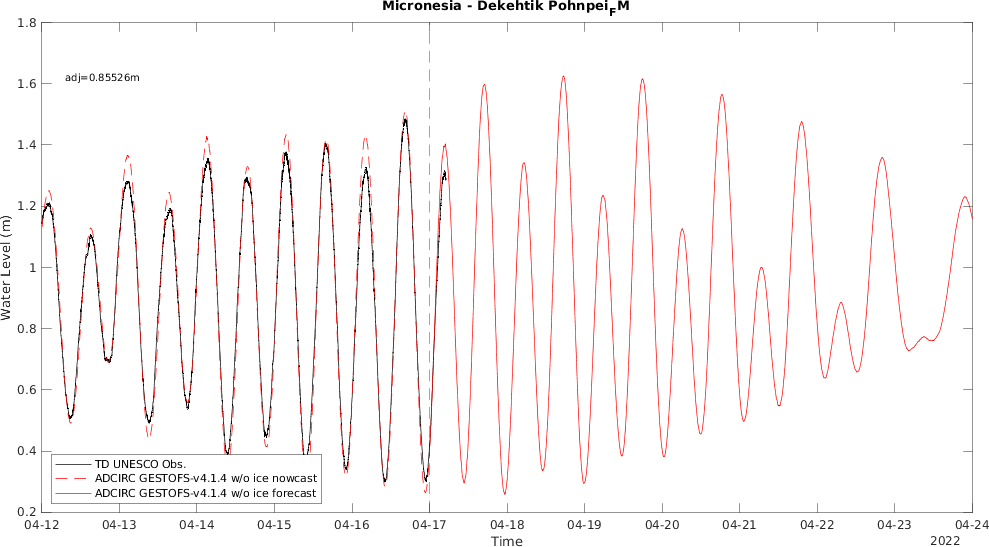 Micronesia - Dekehtik Pohnpei_FM
1.8
adj=0.85526m
1.6
1.4
1.2
1
0.8
0.6
0.4
0.2
Water Level (m)
TD UNESCO Obs.
ADCIRC GESTOFS-v4.1.4 w/o ice nowcast
ADCIRC GESTOFS-v4.1.4 w/o ice forecast
04-12 04-13 04-14 04-15 04-16 04-17 04-18 04-19 04-20 04-21 04-22 04-23 04-24
Time
2022